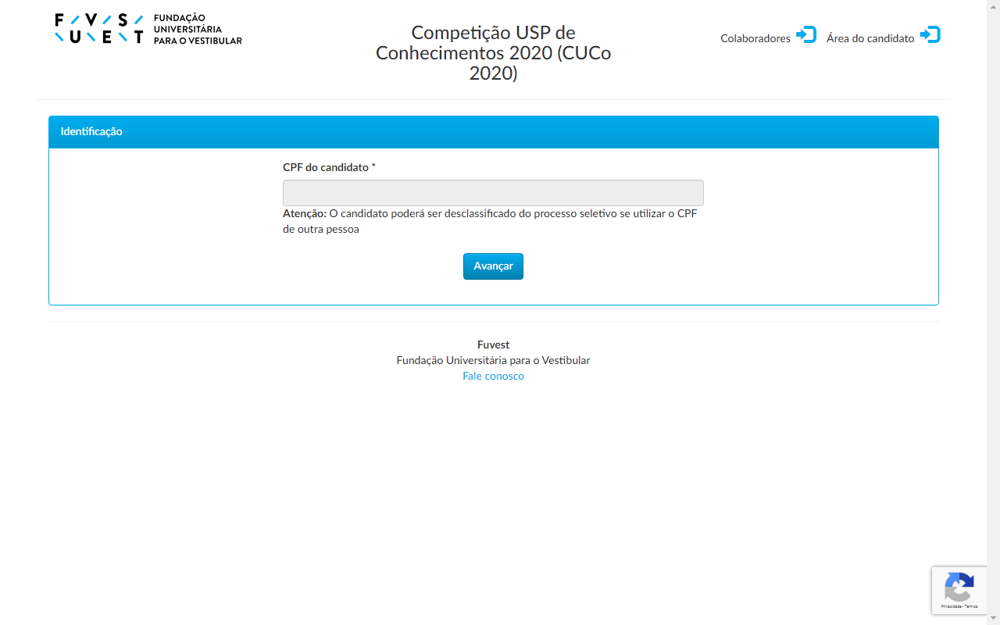 FUVEST
FUNDAÇÃO
UNIVERSITÁRIA
PARA O VESTIBULAR
Competição USP de
Conhecimentos 2020 (CUCo
2020)
Colaboradores
Área do candidato
Identificação
CPF do candidato *
Atenção: O candidato poderá ser desclassificado do processo seletivo se utilizar o CPF
de outra pessoa
Avançar
Fuvest
Fundação Universitária para o Vestibular
Fale conosco
Privacidade - Termos